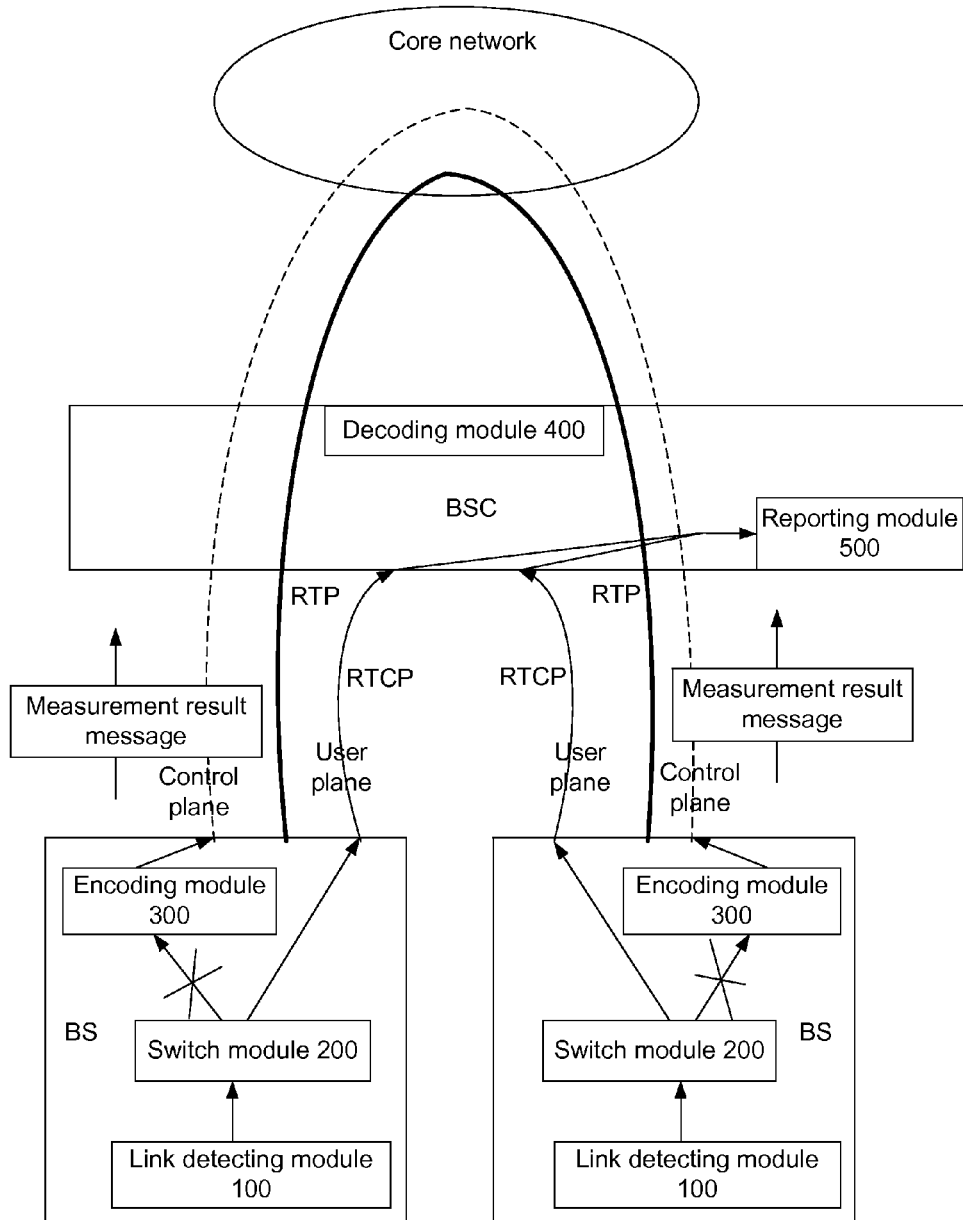 Core network
Decoding module 400
BSC
Reporting module
500
RTP
RTP
RTCP
RTCP
Measurement result
message
Measurement result
message
User
plane
User
plane
Control
plane
Control
plane
Encoding module
300
Encoding module
300
BS
Switch module 200
Switch module 200
BS
Link detecting module
100
Link detecting module
100